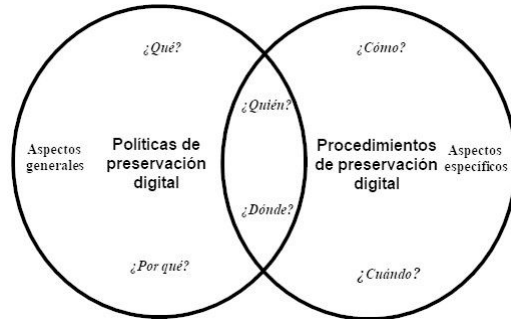 ¿Qué?
¿Cómo?
¿Quién?
Aspectos
generales
Políticas de
preservación
digital
Procedimientos
de preservación
digital
Aspectos
específicos
¿Dónde?
¿Por qué?
¿Cuándo?